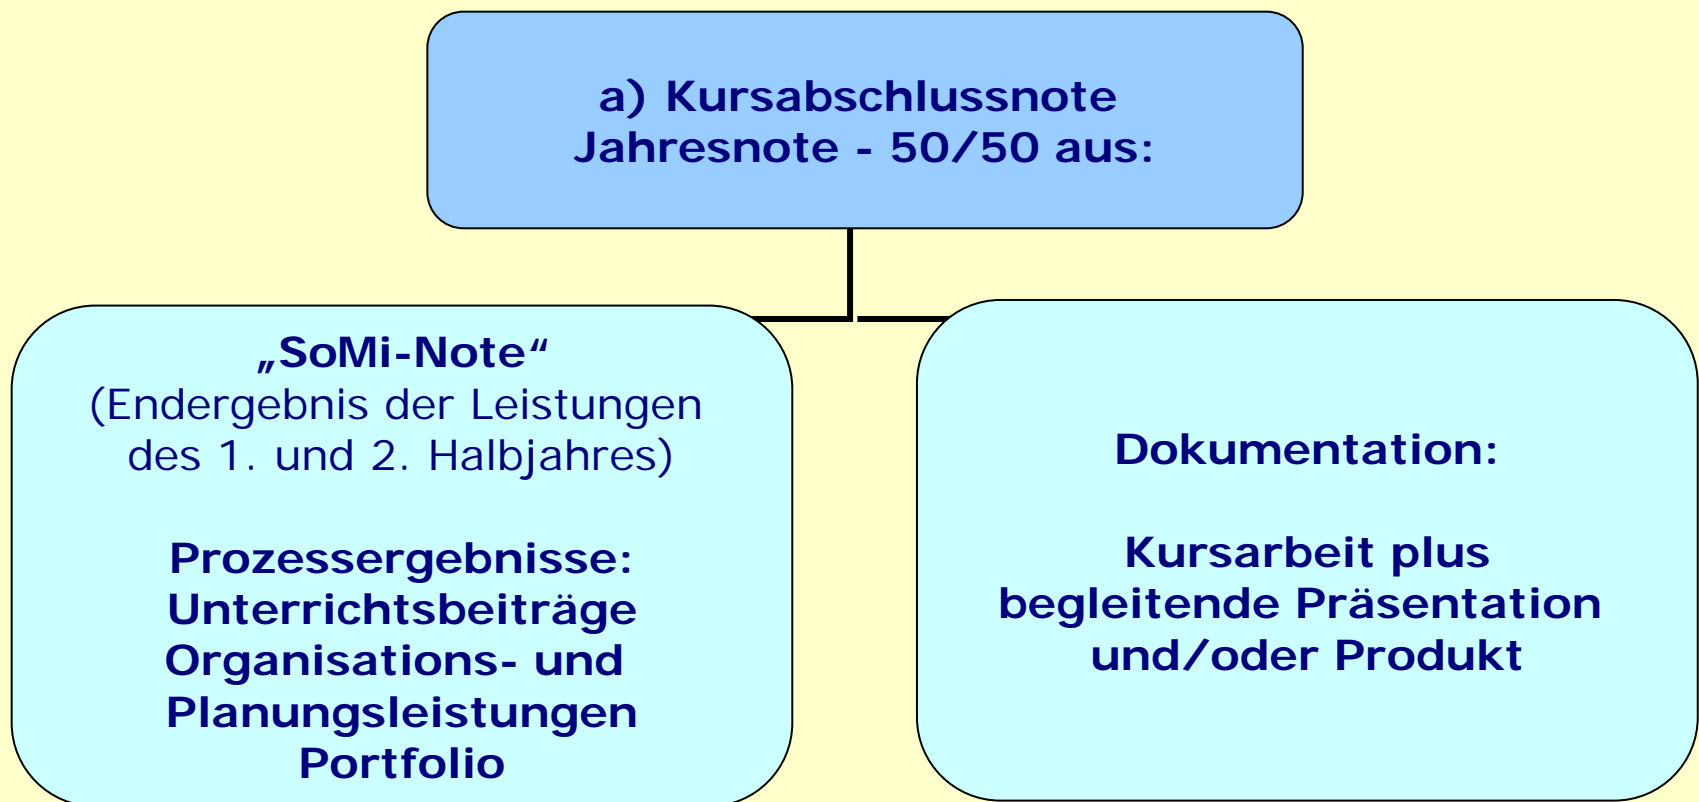 a) Kursabschlussnote
Jahresnote - 50/50 aus:
„SoMi-Note“
(Endergebnis der Leistungen
des 1. und 2. Halbjahres)
Prozessergebnisse:
Unterrichtsbeiträge
Organisations- und
Planungsleistungen
Portfolio
Dokumentation:
Kursarbeit plus
begleitende Präsentation
und/oder Produkt